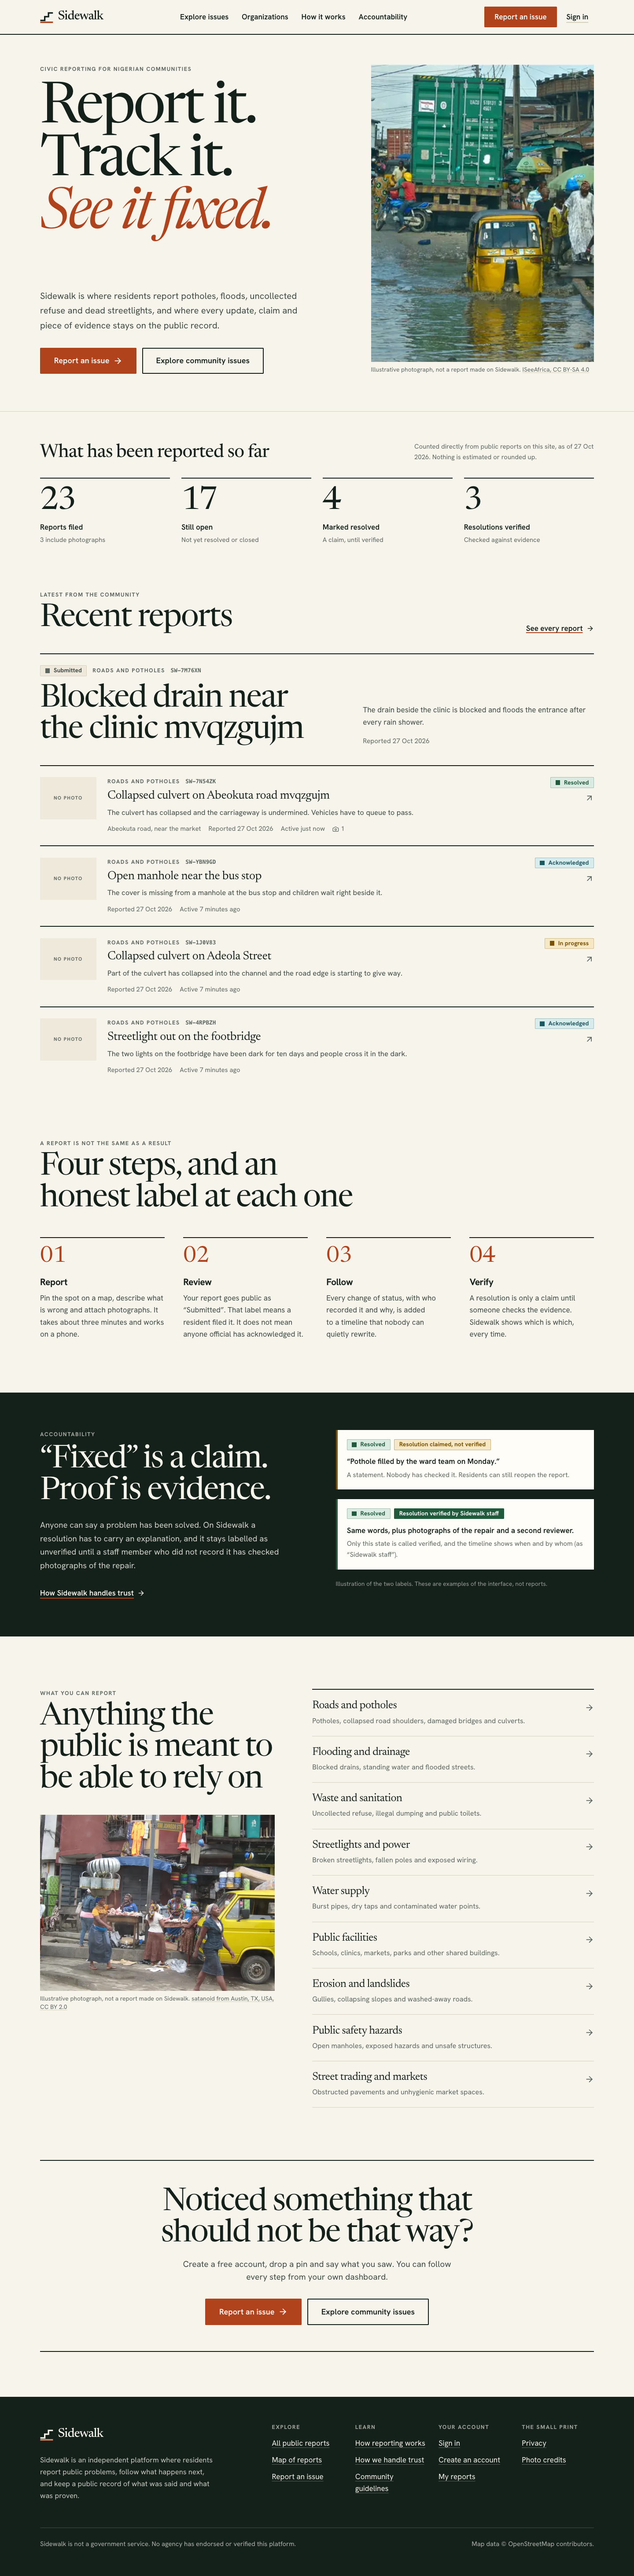 Sidewalk
Explore issues
Organizations
How it works
Accountability
Report an issue
Sign in
CIVIC REPORTING FOR NIGERIAN COMMUNITIES
Report it.
Track it.
See it fixed.
Sidewalk is where residents report potholes, floods, uncollected
refuse and dead streetlights, and where every update, claim and
piece of evidence stays on the public record.
Report an issue
Explore community issues
Illustrative photograph, not a report made on Sidewalk. ISeeAfrica, CC BY-SA 4.0
What has been reported so far
Counted directly from public reports on this site, as of 27 Oct
2026. Nothing is estimated or rounded up.
23
Reports filed
3 include photographs
17
Still open
Not yet resolved or closed
4
Marked resolved
A claim, until verified
3
Resolutions verified
Checked against evidence
LATEST FROM THE COMMUNITY
Recent reports
See every report
Submitted
ROADS AND POTHOLES SW-7M76XN
Blocked drain near
the clinic mvqzgujm
The drain beside the clinic is blocked and floods the entrance after
every rain shower.
Reported 27 Oct 2026
NO PHOTO
ROADS AND POTHOLES SW-7NS4ZK
Collapsed culvert on Abeokuta road mvqzgujm
The culvert has collapsed and the carriageway is undermined. Vehicles have to queue to pass.
Abeokuta road, near the market Reported 27 Oct 2026 Active just now 1
Resolved
NO PHOTO
ROADS AND POTHOLES SW-YBN9GD
Open manhole near the bus stop
The cover is missing from a manhole at the bus stop and children wait right beside it.
Reported 27 Oct 2026 Active 7 minutes ago
Acknowledged
NO PHOTO
ROADS AND POTHOLES SW-1J8V83
Collapsed culvert on Adeola Street
Part of the culvert has collapsed into the channel and the road edge is starting to give way.
Reported 27 Oct 2026 Active 7 minutes ago
In progress
NO PHOTO
ROADS AND POTHOLES SW-4RPBZH
Streetlight out on the footbridge
The two lights on the footbridge have been dark for ten days and people cross it in the dark.
Reported 27 Oct 2026 Active 7 minutes ago
Acknowledged
A REPORT IS NOT THE SAME AS A RESULT
Four steps, and an
honest label at each one
01
Report
Pin the spot on a map, describe what
is wrong and attach photographs. It
takes about three minutes and works
on a phone.
02
Review
Your report goes public as
“Submitted”. That label means a
resident filed it. It does not mean
anyone official has acknowledged it.
03
Follow
Every change of status, with who
recorded it and why, is added
to a timeline that nobody can
quietly rewrite.
04
Verify
A resolution is only a claim until
someone checks the evidence.
Sidewalk shows which is which,
every time.
ACCOUNTABILITY
“Fixed” is a claim.
Proof is evidence.
Anyone can say a problem has been solved. On Sidewalk a
resolution has to carry an explanation, and it stays labelled as
unverified until a staff member who did not record it has checked
photographs of the repair.
How Sidewalk handles trust
Resolved
Resolution claimed, not verified
“Pothole filled by the ward team on Monday.”
A statement. Nobody has checked it. Residents can still reopen the report.
Resolved
Resolution verified by Sidewalk staff
Same words, plus photographs of the repair and a second reviewer.
Only this state is called verified, and the timeline shows when and by whom (as
“Sidewalk staff”).
Illustration of the two labels. These are examples of the interface, not reports.
WHAT YOU CAN REPORT
Anything the
public is meant to
be able to rely on
Illustrative photograph, not a report made on Sidewalk. satanoid from Austin, TX, USA,
CC BY 2.0
Roads and potholes
Potholes, collapsed road shoulders, damaged bridges and culverts.
Flooding and drainage
Blocked drains, standing water and flooded streets.
Waste and sanitation
Uncollected refuse, illegal dumping and public toilets.
Streetlights and power
Broken streetlights, fallen poles and exposed wiring.
Water supply
Burst pipes, dry taps and contaminated water points.
Public facilities
Schools, clinics, markets, parks and other shared buildings.
Erosion and landslides
Gullies, collapsing slopes and washed-away roads.
Public safety hazards
Open manholes, exposed hazards and unsafe structures.
Street trading and markets
Obstructed pavements and unhygienic market spaces.
Noticed something that
should not be that way?
Create a free account, drop a pin and say what you saw. You can follow
every step from your own dashboard.
Report an issue
Explore community issues
Sidewalk
Sidewalk is an independent platform where residents
report public problems, follow what happens next,
and keep a public record of what was said and what
was proven.
EXPLORE
All public reports
Map of reports
Report an issue
LEARN
How reporting works
How we handle trust
Community
guidelines
YOUR ACCOUNT
Sign in
Create an account
My reports
THE SMALL PRINT
Privacy
Photo credits
Sidewalk is not a government service. No agency has endorsed or verified this platform.
Map data © OpenStreetMap contributors.